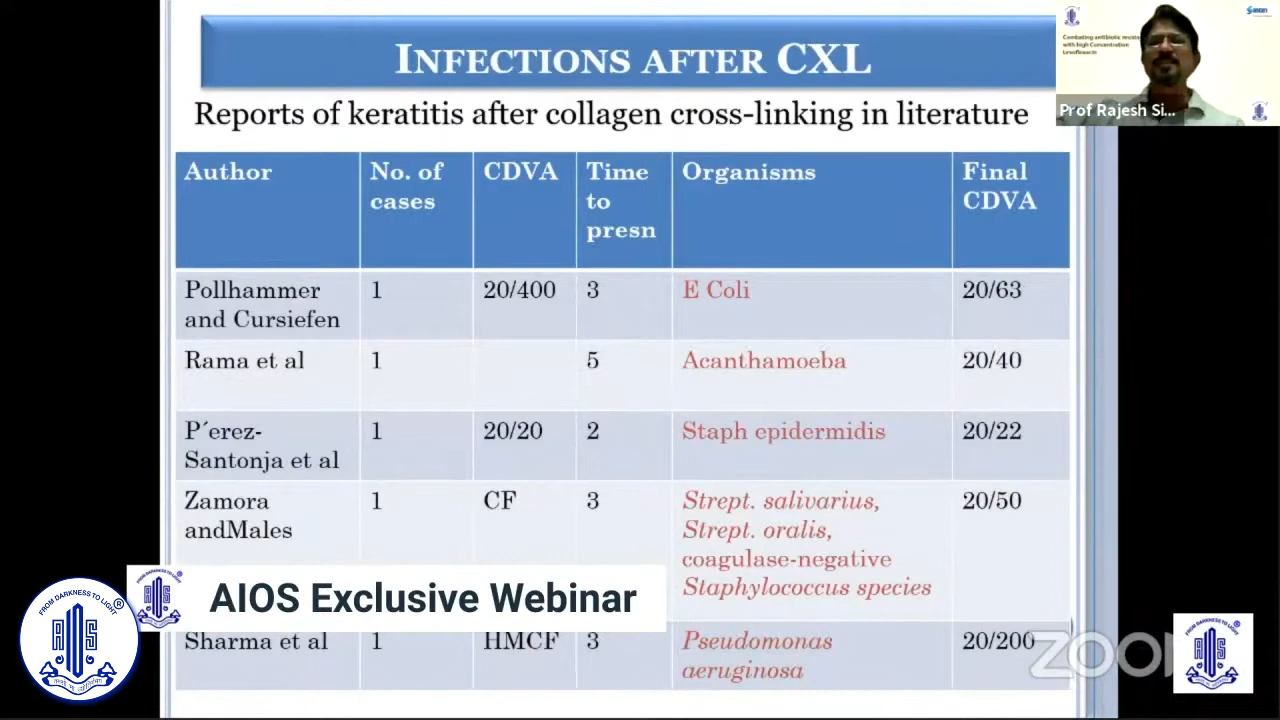 INFECTIONS AFTER CXL
Reports of keratitis after collagen cross-linking in literature
Combating antibiotic resista
with high Concentration
Levofloxacin
Prof Rajesh Si...
Author
No. of
cases
CDVA
Time
to
presn
Organisms
Final
CDVA
Pollhammer
and Cursiefen
1
20/400
3
E Coli
20/63
Rama et al
1
5
Acanthamoeba
20/40
P´erez-
Santonja et al
1
20/20
2
Staph epidermidis
20/22
Zamora
andMales
1
CF
3
Strept. salivarius,
Strept. oralis,
coagulase-negative
Staphylococcus species
20/50
Sharma et al
1
HMCF
3
Pseudomonas
aeruginosa
20/200
AIOS Exclusive Webinar
FROM DARKNESS TO LIGHT
AIOS
zoom